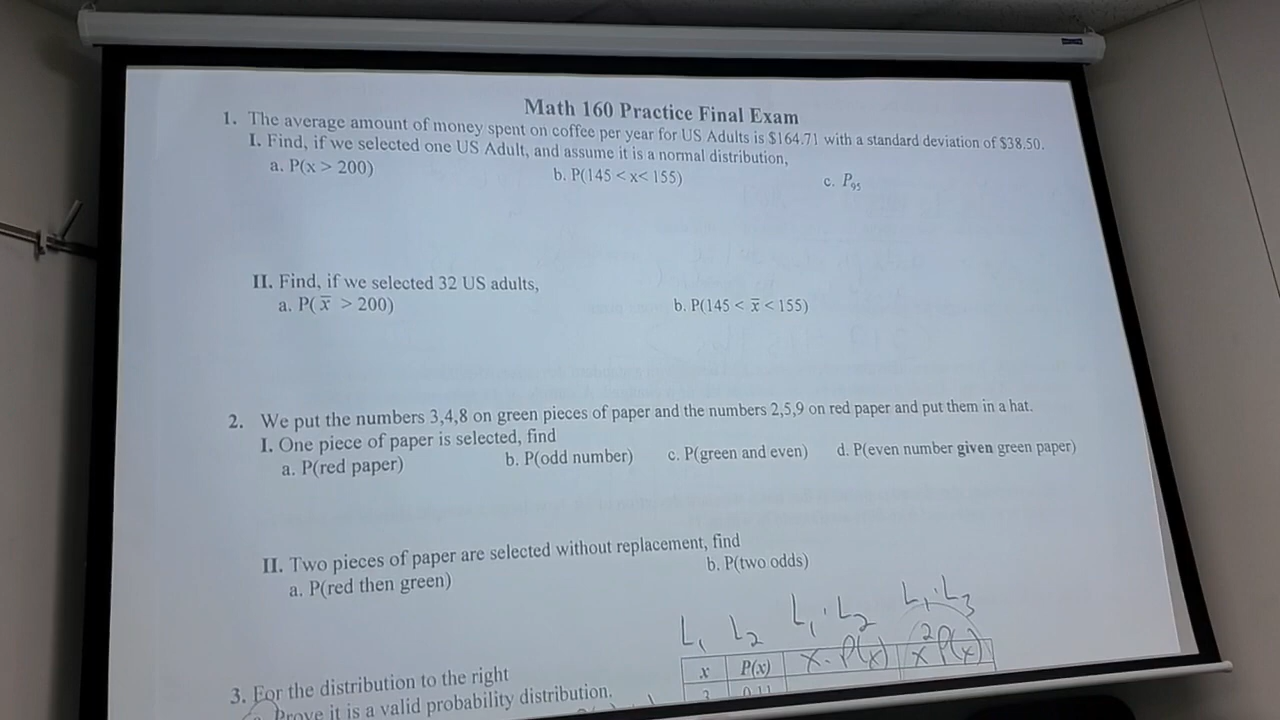 Math 160 Practice Final Exam
1. The average amount of money spent on coffee per year for US Adults is $164.71 with a standard deviation of $38.50.
I. Find, if we selected one US Adult, and assume it is a normal distribution,
a. P(x > 200) b. P(145 < x< 155) c. P₉₅
II. Find, if we selected 32 US adults,
a. P( x̅ > 200) b. P(145 < x̅ < 155)
2. We put the numbers 3,4,8 on green pieces of paper and the numbers 2,5,9 on red paper and put them in a hat.
I. One piece of paper is selected, find
a. P(red paper) b. P(odd number) c. P(green and even) d. P(even number given green paper)
II. Two pieces of paper are selected without replacement, find
a. P(red then green) b. P(two odds)
L₁ L₂ L₁·L₂ L₁·L₃
x P(x) x·P(x) x²P(x)
3. For the distribution to the right
Prove it is a valid probability distribution.